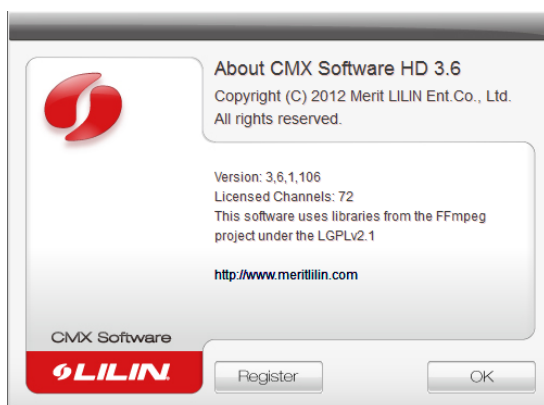 About CMX Software HD 3.6
Copyright (C) 2012 Merit LILIN Ent.Co., Ltd.
All rights reserved.
Version: 3,6,1,106
Licensed Channels: 72
This software uses libraries from the FFmpeg
project under the LGPLv2.1
http://www.meritlilin.com
CMX Software
LILIN.
Register
OK